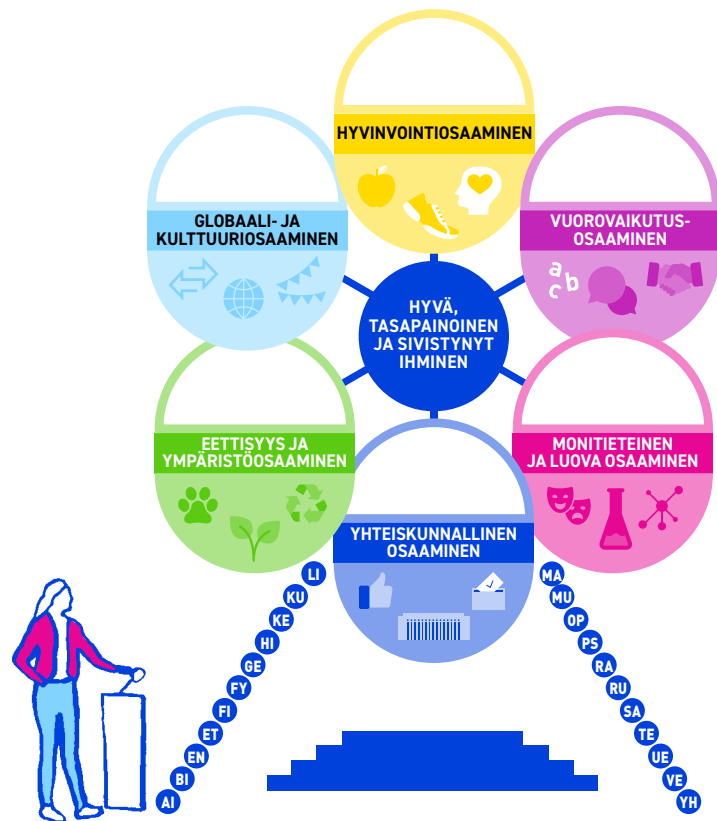 HYVINVOINTIOSAAMINEN
GLOBAALI- JA
KULTTUURIOSAAMINEN
VUOROVAIKUTUS-
OSAAMINEN
a
b
c
HYVÄ,
TASAPAINOINEN
JA SIVISTYNYT
IHMINEN
EETTISYYS JA
YMPÄRISTÖOSAAMINEN
MONITIETEINEN
JA LUOVA OSAAMINEN
YHTEISKUNNALLINEN
OSAAMINEN
LI
KU
KE
HI
GE
FY
FI
ET
EN
BI
AI
MA
MU
OP
PS
RA
RU
SA
TE
UE
VE
YH